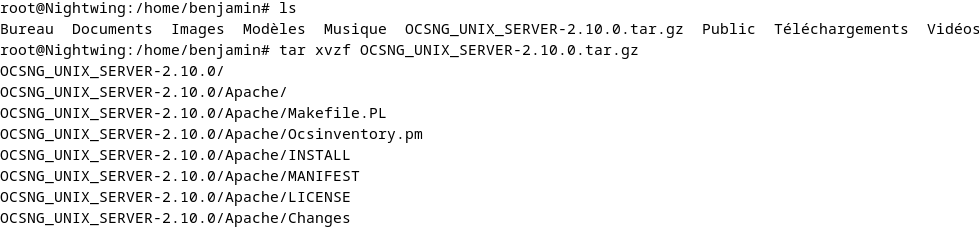 root@Nightwing:/home/benjamin# ls
Bureau  Documents  Images  Modèles  Musique  OCSNG_UNIX_SERVER-2.10.0.tar.gz  Public  Téléchargements  Vidéos
root@Nightwing:/home/benjamin# tar xvzf OCSNG_UNIX_SERVER-2.10.0.tar.gz
OCSNG_UNIX_SERVER-2.10.0/
OCSNG_UNIX_SERVER-2.10.0/Apache/
OCSNG_UNIX_SERVER-2.10.0/Apache/Makefile.PL
OCSNG_UNIX_SERVER-2.10.0/Apache/Ocsinventory.pm
OCSNG_UNIX_SERVER-2.10.0/Apache/INSTALL
OCSNG_UNIX_SERVER-2.10.0/Apache/MANIFEST
OCSNG_UNIX_SERVER-2.10.0/Apache/LICENSE
OCSNG_UNIX_SERVER-2.10.0/Apache/Changes